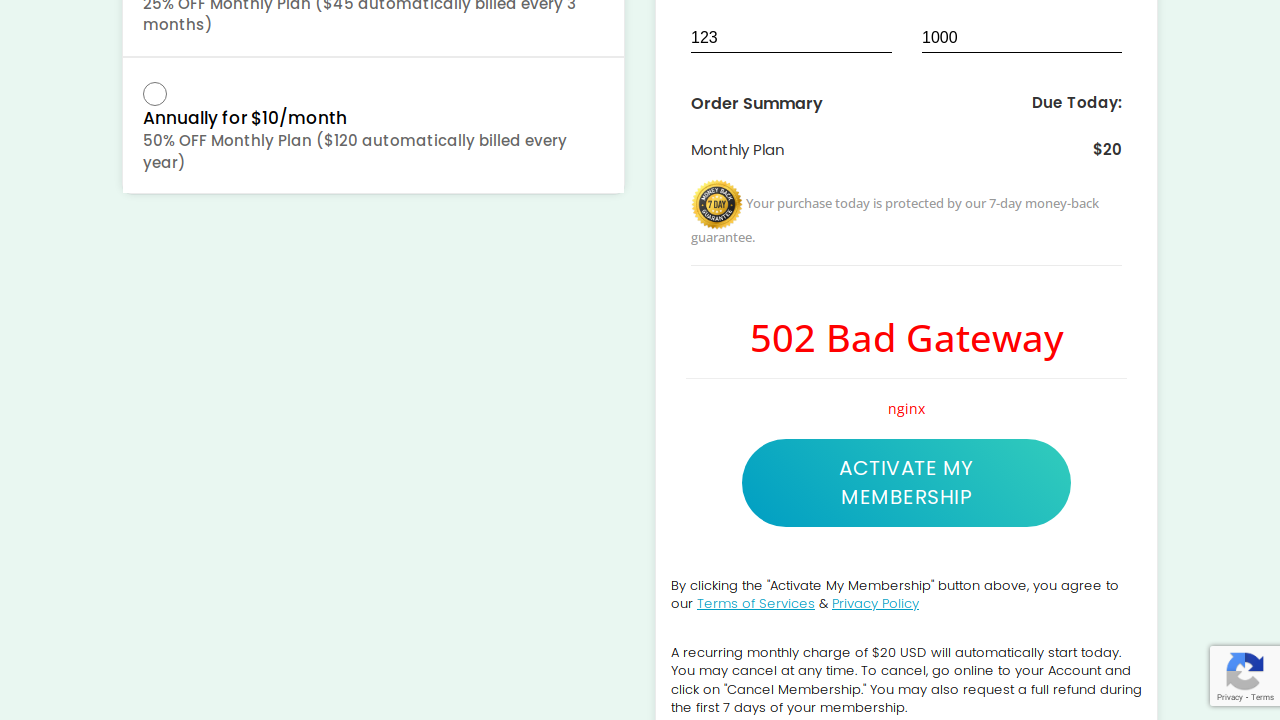 25% OFF Monthly Plan ($45 automatically billed every 3
months)
Annually for $10/month
50% OFF Monthly Plan ($120 automatically billed every
year)
123 1000
Order Summary Due Today:
Monthly Plan $20
MONEY BACK
7 DAY
GUARANTEE
Your purchase today is protected by our 7-day money-back
guarantee.
502 Bad Gateway
nginx
ACTIVATE MY
MEMBERSHIP
By clicking the "Activate My Membership" button above, you agree to
our Terms of Services & Privacy Policy
A recurring monthly charge of $20 USD will automatically start today.
You may cancel at any time. To cancel, go online to your Account and
click on "Cancel Membership." You may also request a full refund during
the first 7 days of your membership.
Privacy - Terms